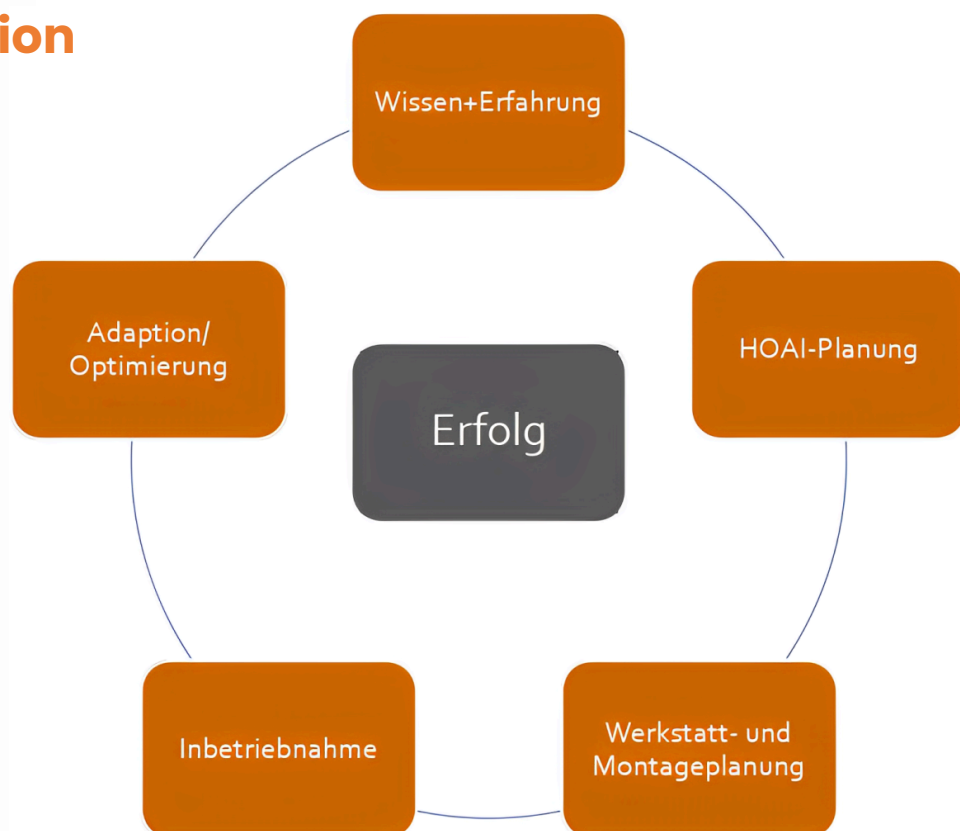 ion
Wissen+Erfahrung
HOAI-Planung
Werkstatt- und
Montageplanung
Inbetriebnahme
Adaption/
Optimierung
Erfolg